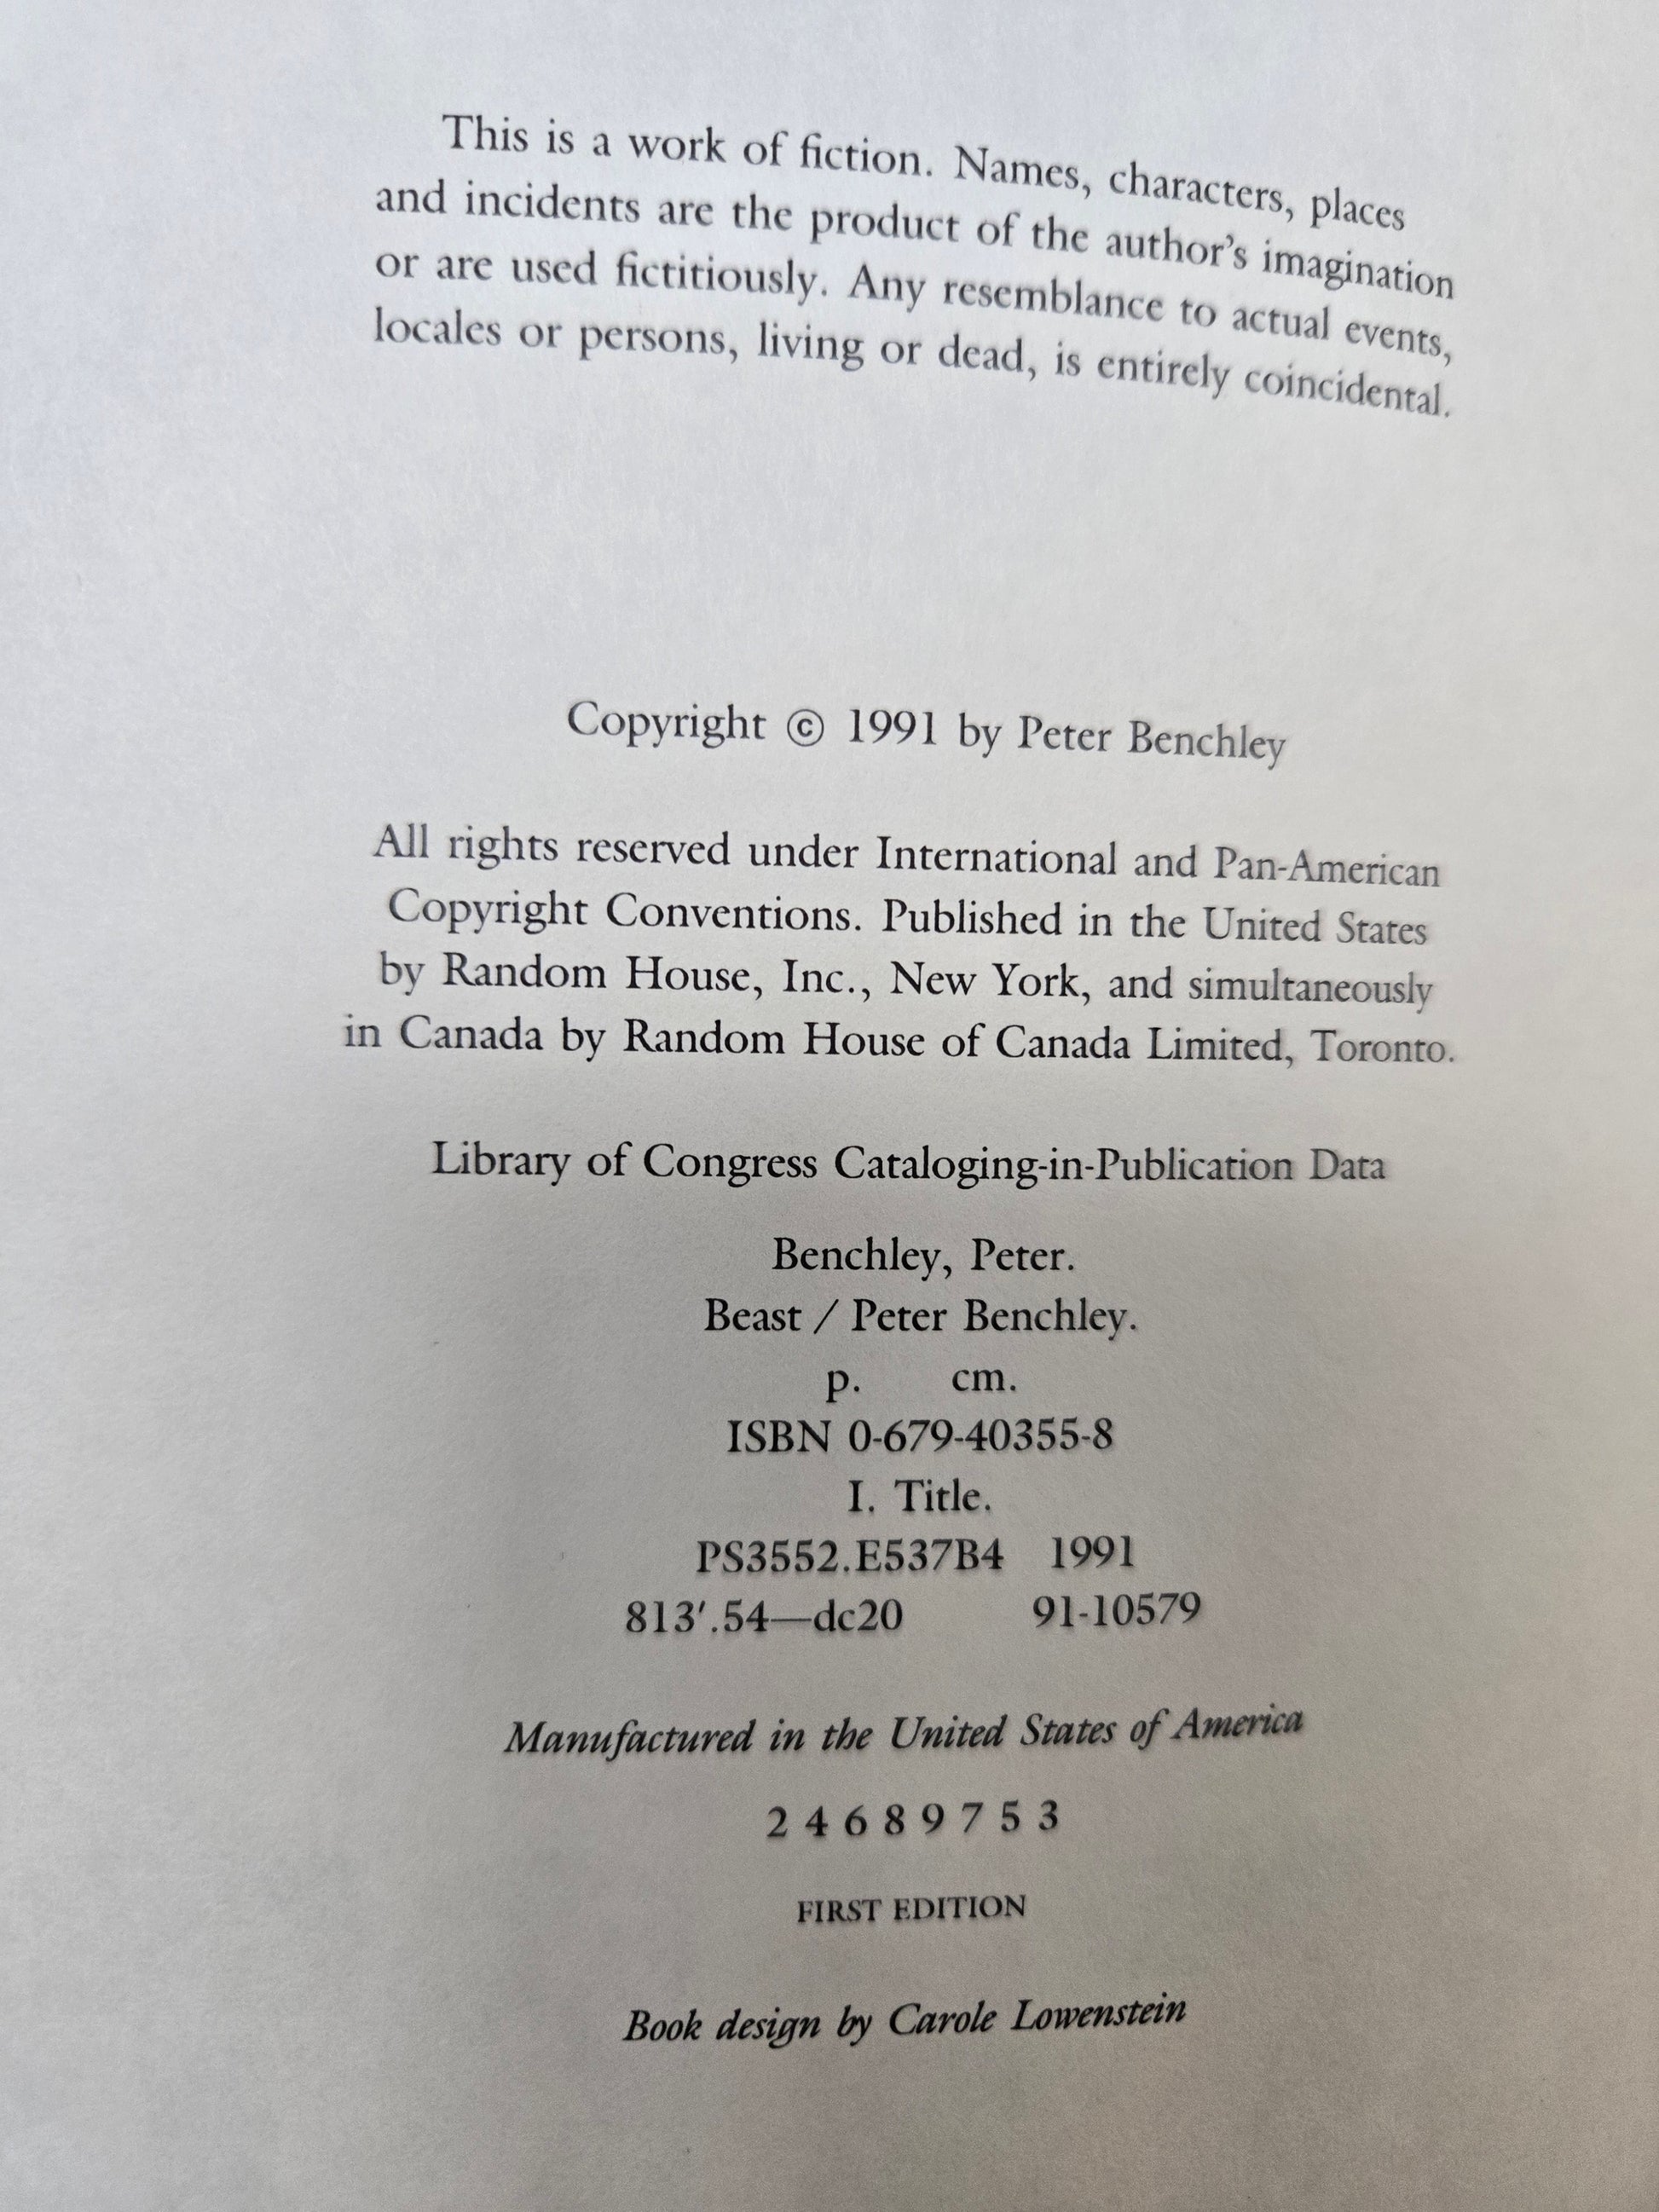 This is a work of fiction. Names, characters, places
and incidents are the product of the author's imagination
or are used fictitiously. Any resemblance to actual events,
locales or persons, living or dead, is entirely coincidental.
Copyright © 1991 by Peter Benchley
All rights reserved under International and Pan-American
Copyright Conventions. Published in the United States
by Random House, Inc., New York, and simultaneously
in Canada by Random House of Canada Limited, Toronto.
Library of Congress Cataloging-in-Publication Data
Benchley, Peter.
Beast / Peter Benchley.
p. cm.
ISBN 0-679-40355-8
I. Title.
PS3552.E537B4 1991
813′.54—dc20 91-10579
Manufactured in the United States of America
2 4 6 8 9 7 5 3
FIRST EDITION
Book design by Carole Lowenstein